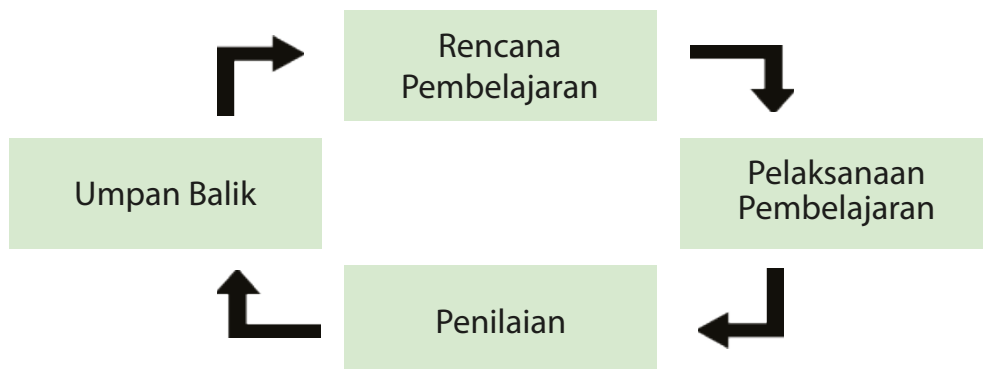 Rencana
Pembelajaran
Umpan Balik
Pelaksanaan
Pembelajaran
Penilaian